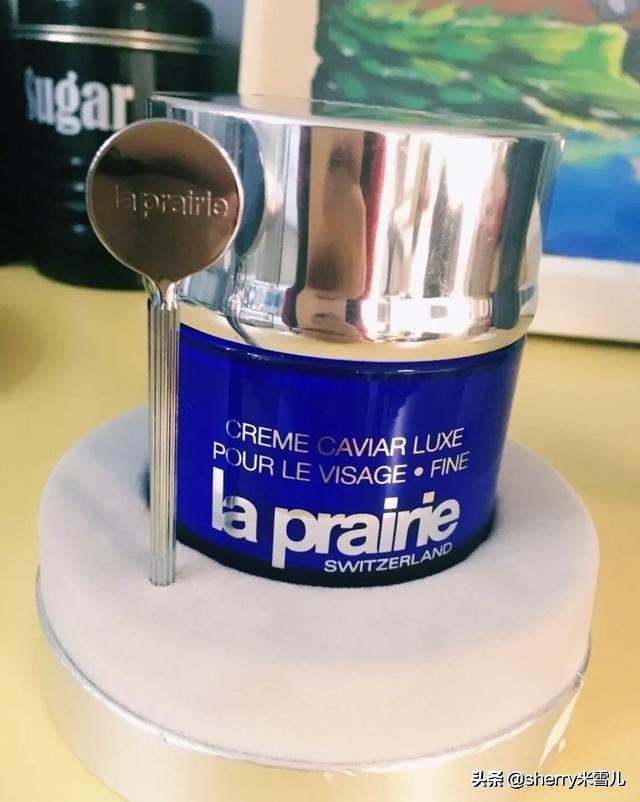 Sugar
la prairie
CREME CAVIAR LUXE
POUR LE VISAGE • FINE
la prairie
SWITZERLAND
头条 @sherry米雪儿